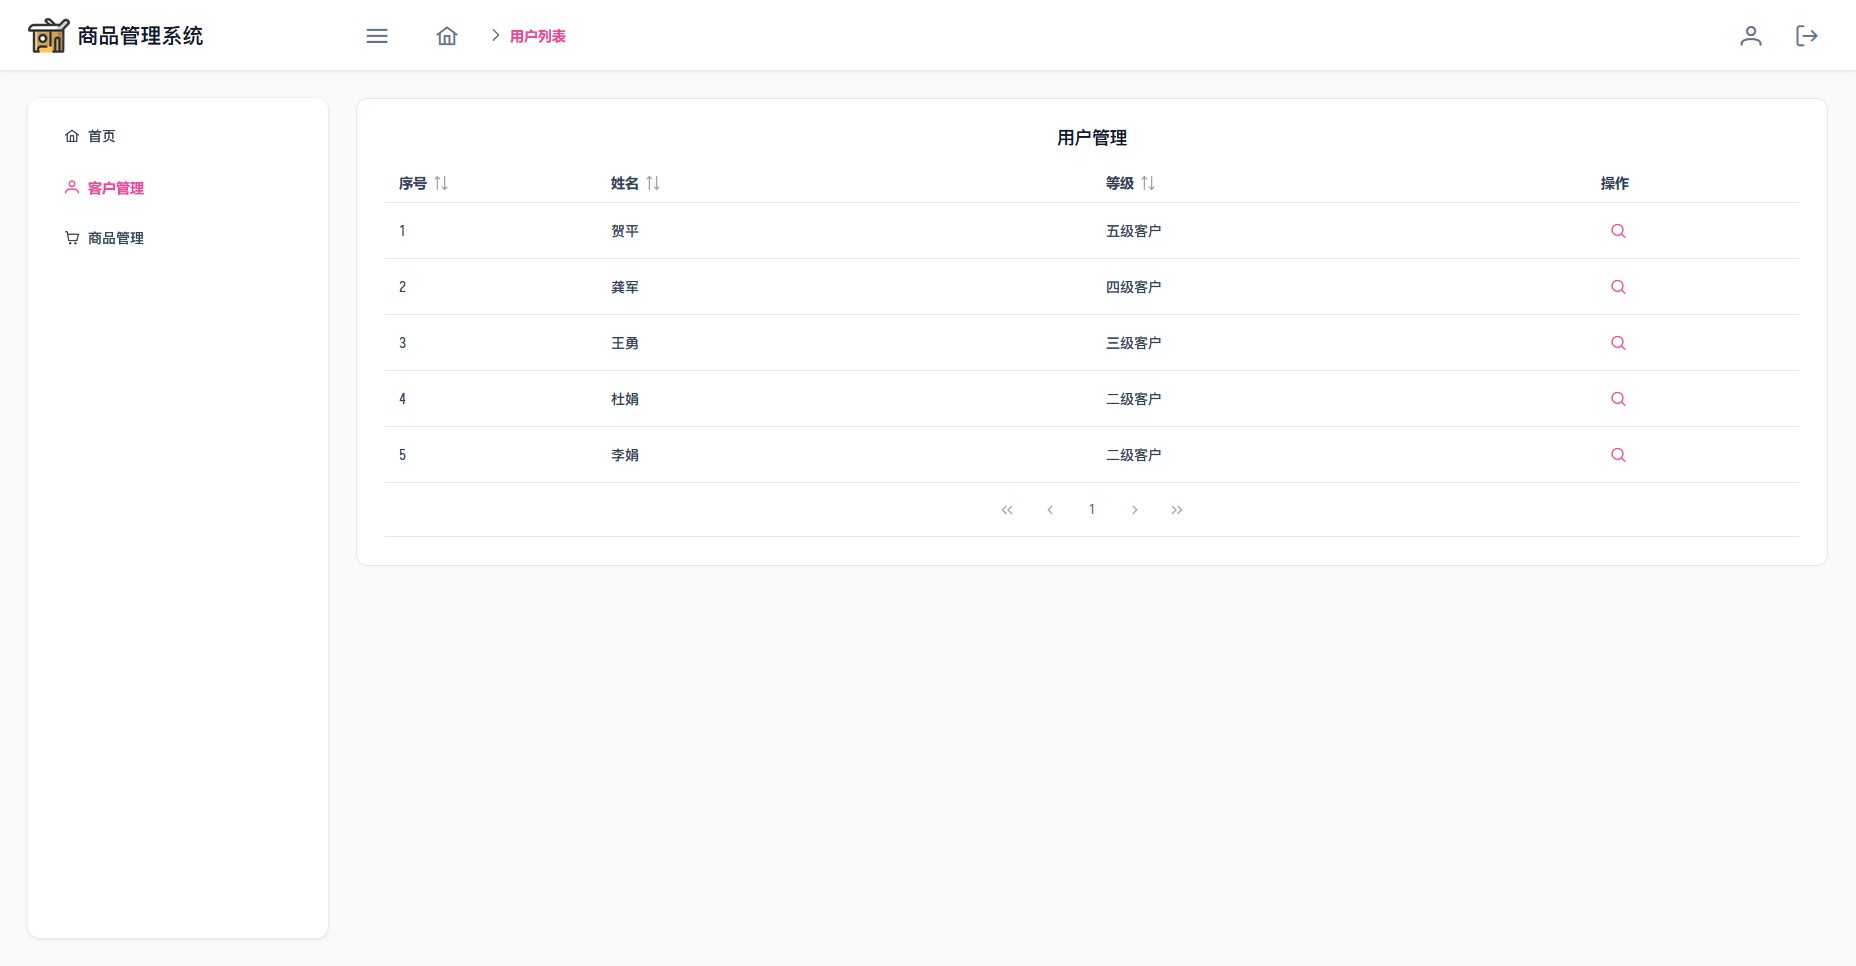 商品管理系统
用户列表
首页
客户管理
商品管理
用户管理
序号 姓名 等级 操作
1 贺平 五级客户
2 龚军 四级客户
3 王勇 三级客户
4 杜娟 二级客户
5 李娟 二级客户
1